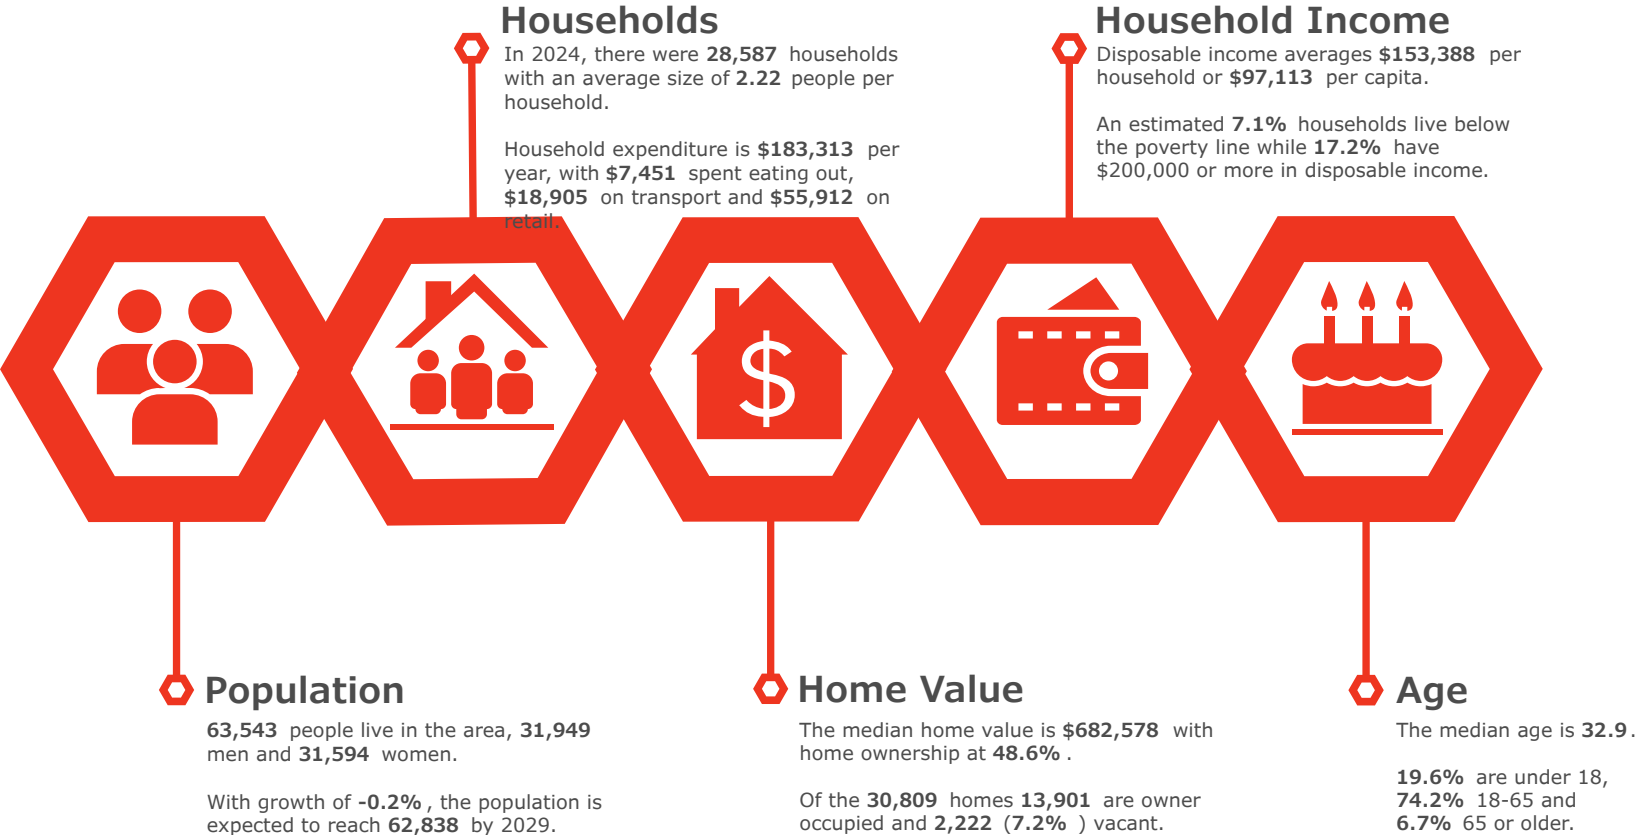 Households
In 2024, there were 28,587 households
with an average size of 2.22 people per
household.
Household expenditure is $183,313 per
year, with $7,451 spent eating out,
$18,905 on transport and $55,912 on
retail.
Household Income
Disposable income averages $153,388 per
household or $97,113 per capita.
An estimated 7.1% households live below
the poverty line while 17.2% have
$200,000 or more in disposable income.
$
Population
63,543 people live in the area, 31,949
men and 31,594 women.
With growth of -0.2% , the population is
expected to reach 62,838 by 2029.
Home Value
The median home value is $682,578 with
home ownership at 48.6% .
Of the 30,809 homes 13,901 are owner
occupied and 2,222 (7.2% ) vacant.
Age
The median age is 32.9 .
19.6% are under 18,
74.2% 18-65 and
6.7% 65 or older.